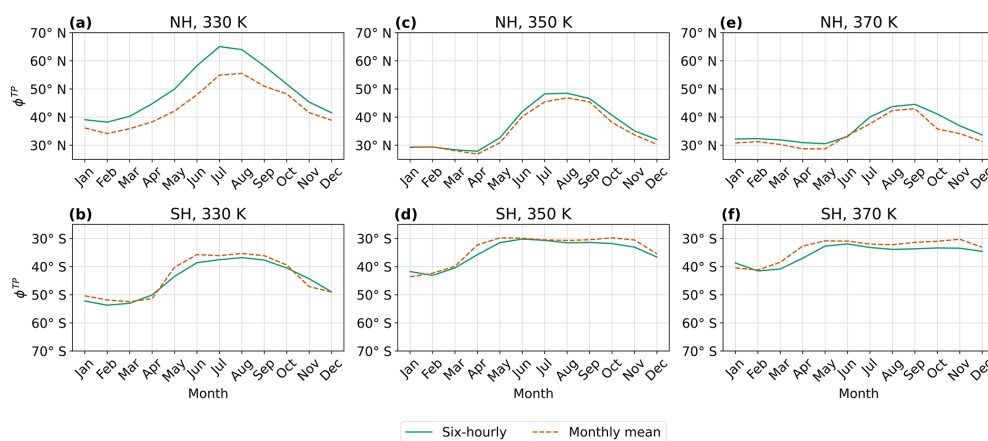 (a) NH, 330 K
70° N
60° N
50° N
40° N
30° N
ϕTP
Jan Feb Mar Apr May Jun Jul Aug Sep Oct Nov Dec
(c) NH, 350 K
Jan Feb Mar Apr May Jun Jul Aug Sep Oct Nov Dec
70° N
60° N
50° N
40° N
30° N
(e) NH, 370 K
70° N
60° N
50° N
40° N
30° N
Jan Feb Mar Apr May Jun Jul Aug Sep Oct Nov Dec
(b) SH, 330 K
30° S
40° S
50° S
60° S
70° S
ϕTP
Jan Feb Mar Apr May Jun Jul Aug Sep Oct Nov Dec
Month
(d) SH, 350 K
30° S
40° S
50° S
60° S
70° S
Jan Feb Mar Apr May Jun Jul Aug Sep Oct Nov Dec
Month
(f) SH, 370 K
30° S
40° S
50° S
60° S
70° S
Jan Feb Mar Apr May Jun Jul Aug Sep Oct Nov Dec
Month
Six-hourly Monthly mean